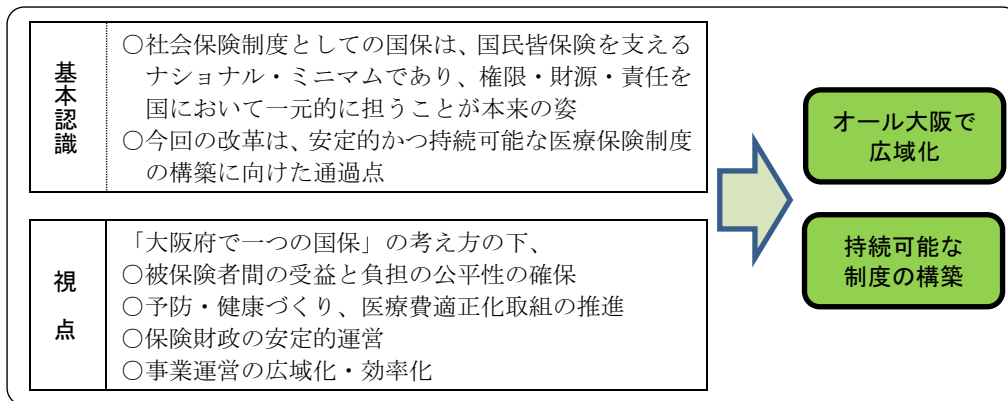 基本認識
○社会保険制度としての国保は、国民皆保険を支える
ナショナル・ミニマムであり、権限・財源・責任を
国において一元的に担うことが本来の姿
○今回の改革は、安定的かつ持続可能な医療保険制度
の構築に向けた通過点
視点
「大阪府で一つの国保」の考え方の下、
○被保険者間の受益と負担の公平性の確保
○予防・健康づくり、医療費適正化取組の推進
○保険財政の安定的運営
○事業運営の広域化・効率化
オール大阪で
広域化
持続可能な
制度の構築